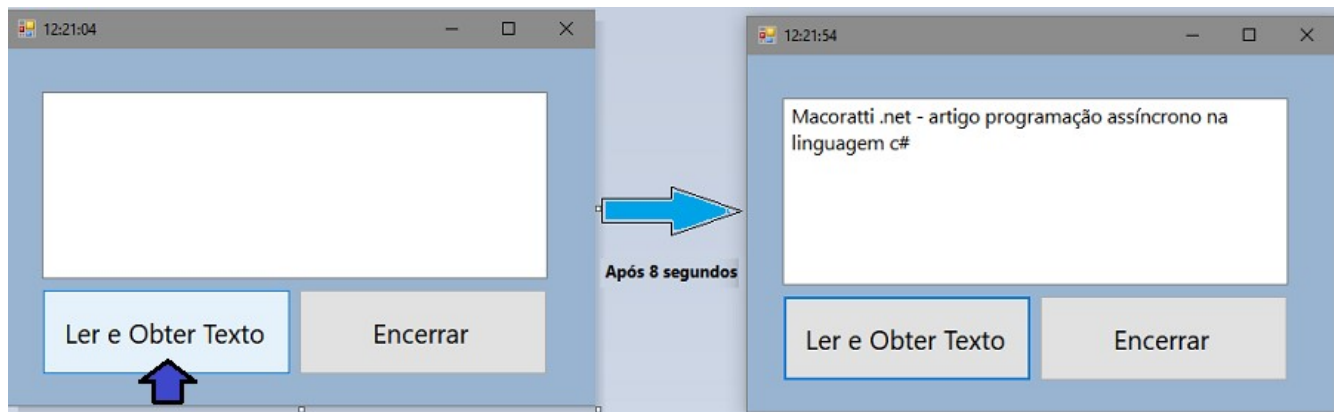 12:21:04
Ler e Obter Texto
Encerrar
Após 8 segundos
12:21:54
Macoratti .net - artigo programação assíncrono na
linguagem c#
Ler e Obter Texto
Encerrar